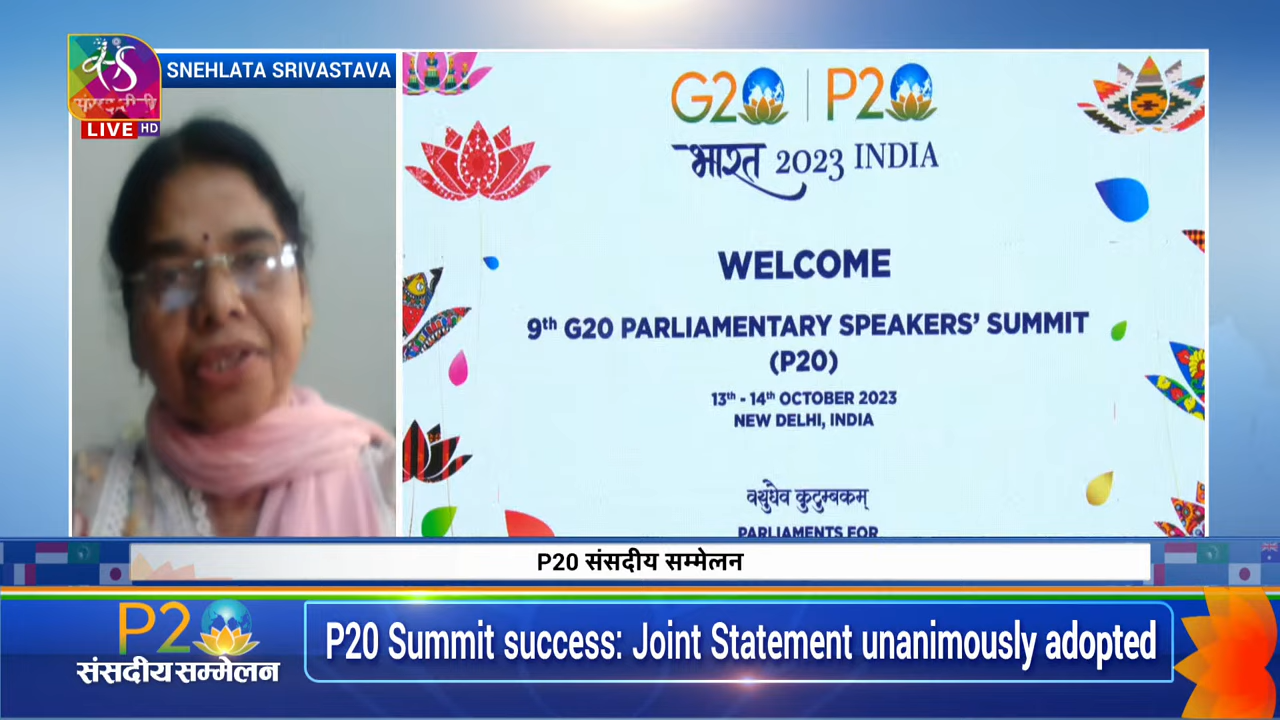 संसद टीवी
LIVE HD
SNEHLATA SRIVASTAVA
G20 | P20
भारत 2023 INDIA
WELCOME
9th G20 PARLIAMENTARY SPEAKERS' SUMMIT
(P20)
13th - 14th OCTOBER 2023
NEW DELHI, INDIA
वसुधैव कुटुम्बकम्
PARLIAMENTS FOR
P20 संसदीय सम्मेलन
P20
संसदीय सम्मेलन
P20 Summit success: Joint Statement unanimously adopted